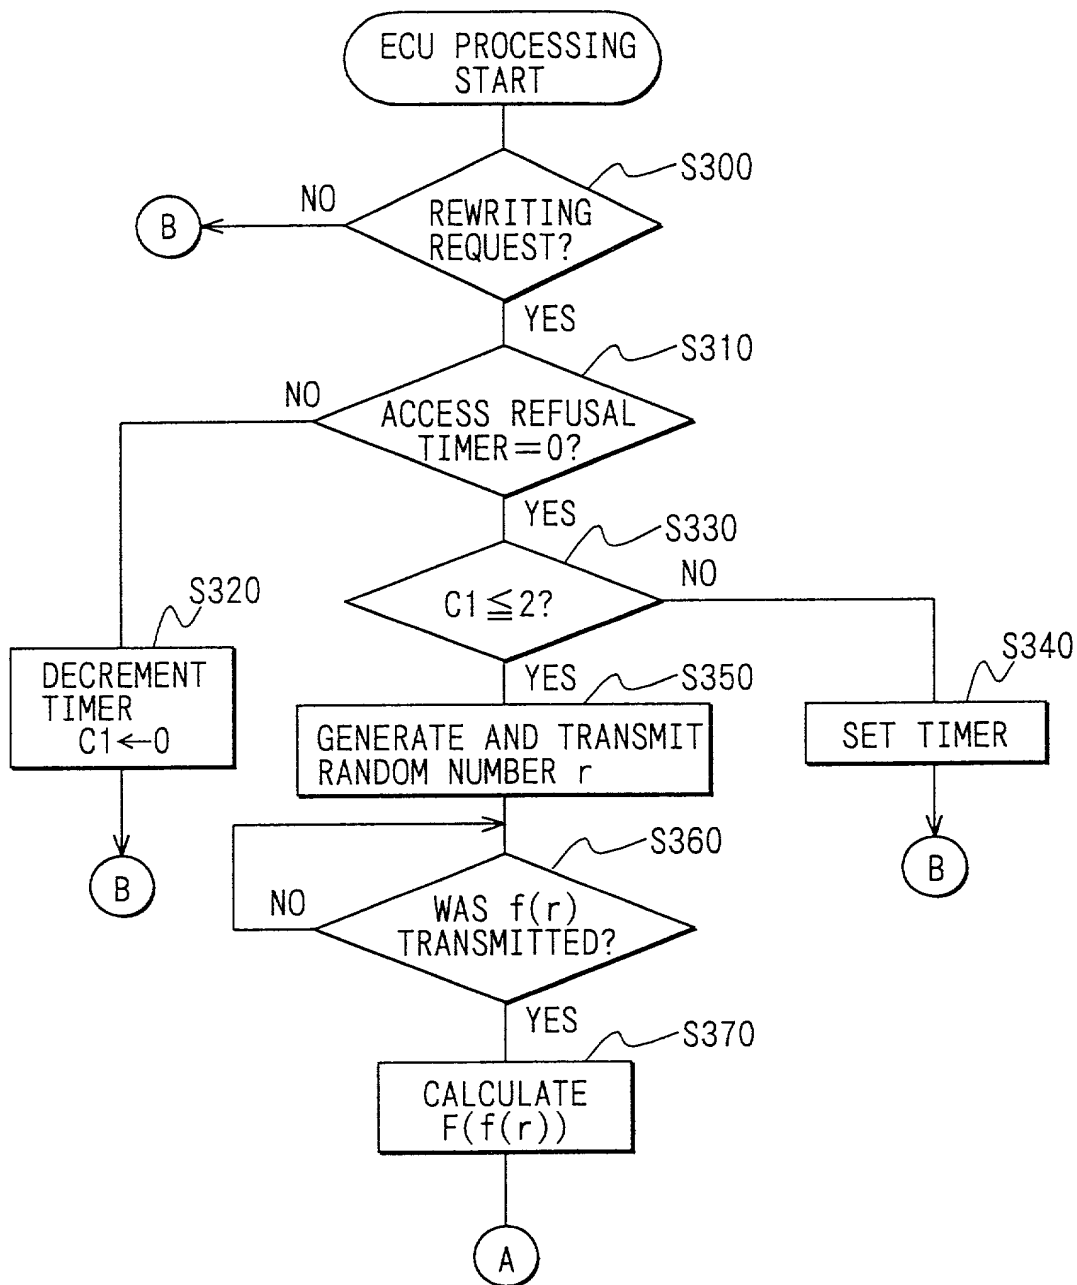 ECU PROCESSING
START
S300
NO
B
REWRITING
REQUEST?
YES
S310
NO
ACCESS REFUSAL
TIMER=0?
YES
S330
NO
C1≦2?
S320
YES
S350
S340
DECREMENT
TIMER
C1←0
GENERATE AND TRANSMIT
RANDOM NUMBER r
SET TIMER
S360
B
B
NO
WAS f(r)
TRANSMITTED?
YES
S370
CALCULATE
F(f(r))
A